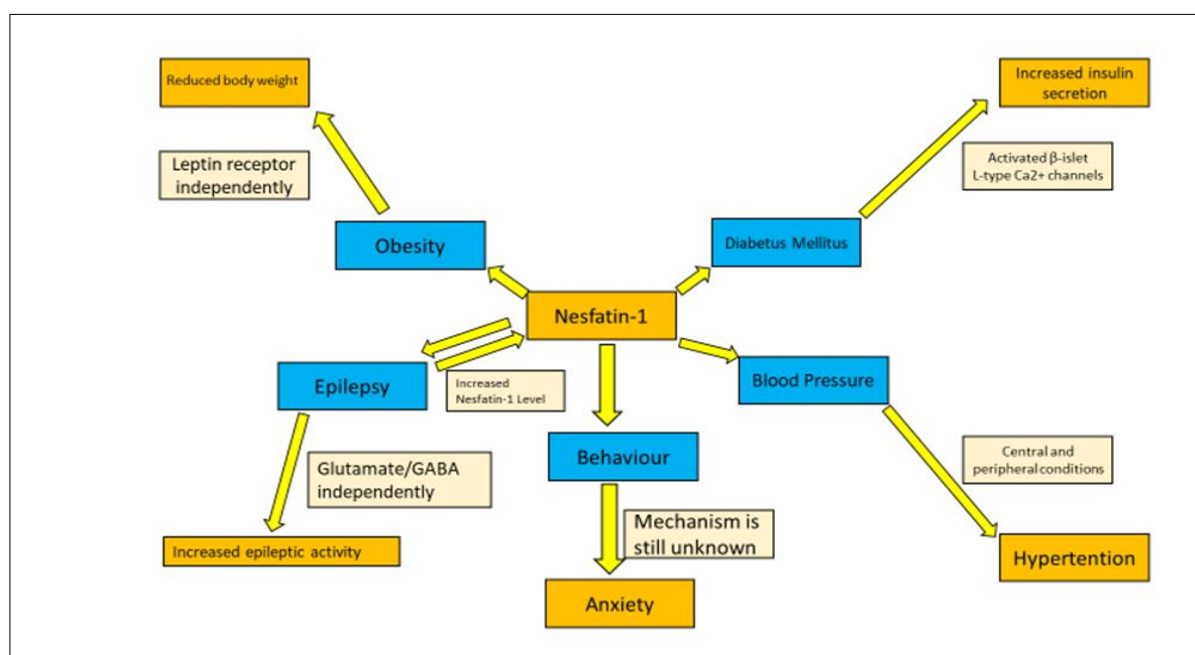 Reduced body weight
Increased insulin
secretion
Leptin receptor
independently
Activated β-islet
L-type Ca2+ channels
Obesity
Diabetus Mellitus
Nesfatin-1
Epilepsy
Increased
Nesfatin-1 Level
Blood Pressure
Behaviour
Glutamate/GABA
independently
Central and
peripheral conditions
Mechanism is
still unknown
Increased epileptic activity
Hypertention
Anxiety